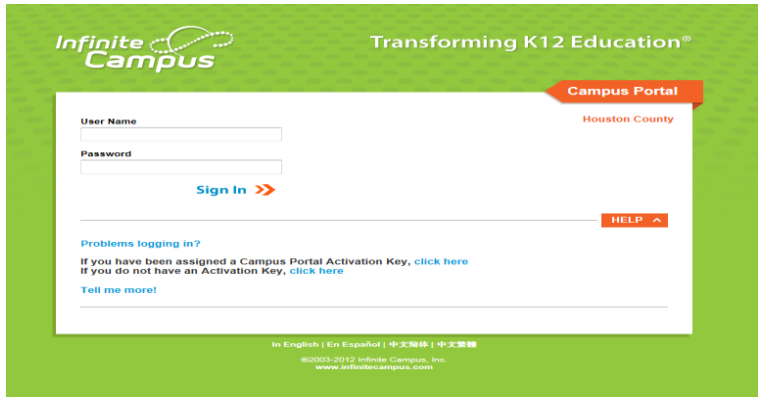 Infinite
Campus
Transforming K12 Education®
Campus Portal
Houston County
User Name
Password
Sign In
HELP
Problems logging in?
If you have been assigned a Campus Portal Activation Key, click here
If you do not have an Activation Key, click here
Tell me more!
In English | En Español | 中文简体 | 中文繁體
©2003-2012 Infinite Campus, Inc.
www.infinitecampus.com